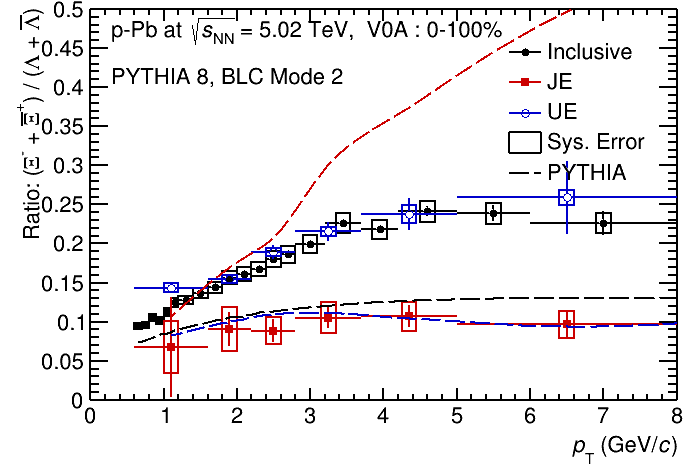 p-Pb at √s_NN = 5.02 TeV, V0A : 0-100%
PYTHIA 8, BLC Mode 2
Inclusive
JE
UE
Sys. Error
PYTHIA
Ratio: (Ξ⁻ + Ξ̅⁺) / (Λ + Λ̅)
0.5
0.45
0.4
0.35
0.3
0.25
0.2
0.15
0.1
0.05
0
0 1 2 3 4 5 6 7 8
p_T (GeV/c)